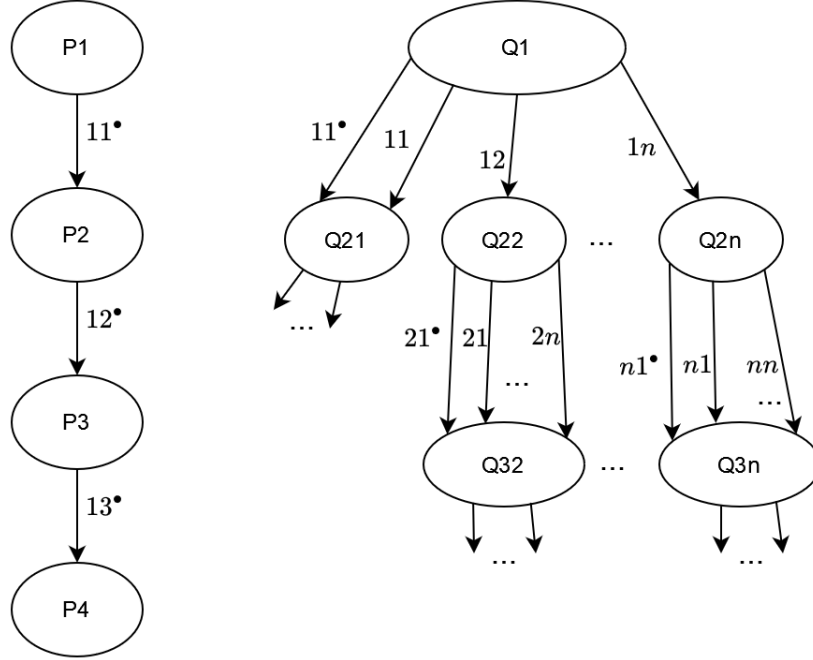 P1
11•
P2
12•
P3
13•
P4
Q1
11•
11
12
1n
Q21
Q22
...
Q2n
...
21•
21
2n
...
n1•
n1
nn
...
Q32
...
Q3n
...
...